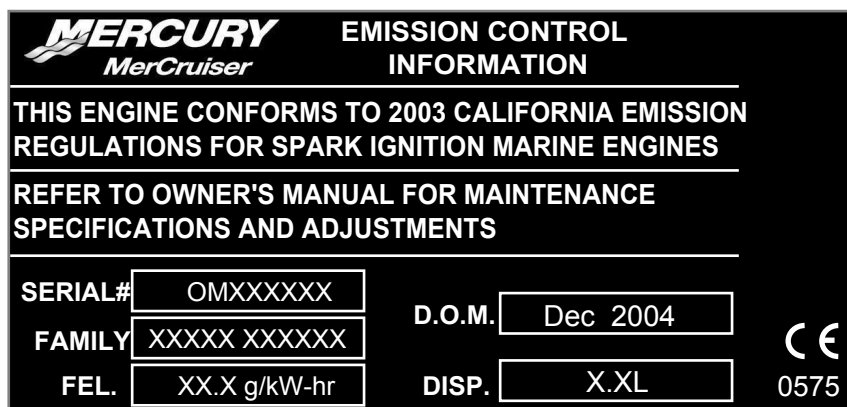 MERCURY
MerCruiser
EMISSION CONTROL
INFORMATION
THIS ENGINE CONFORMS TO 2003 CALIFORNIA EMISSION
REGULATIONS FOR SPARK IGNITION MARINE ENGINES
REFER TO OWNER'S MANUAL FOR MAINTENANCE
SPECIFICATIONS AND ADJUSTMENTS
SERIAL# OMXXXXXX
FAMILY XXXXX XXXXXX
FEL. XX.X g/kW-hr
D.O.M. Dec 2004
DISP. X.XL
CE
0575